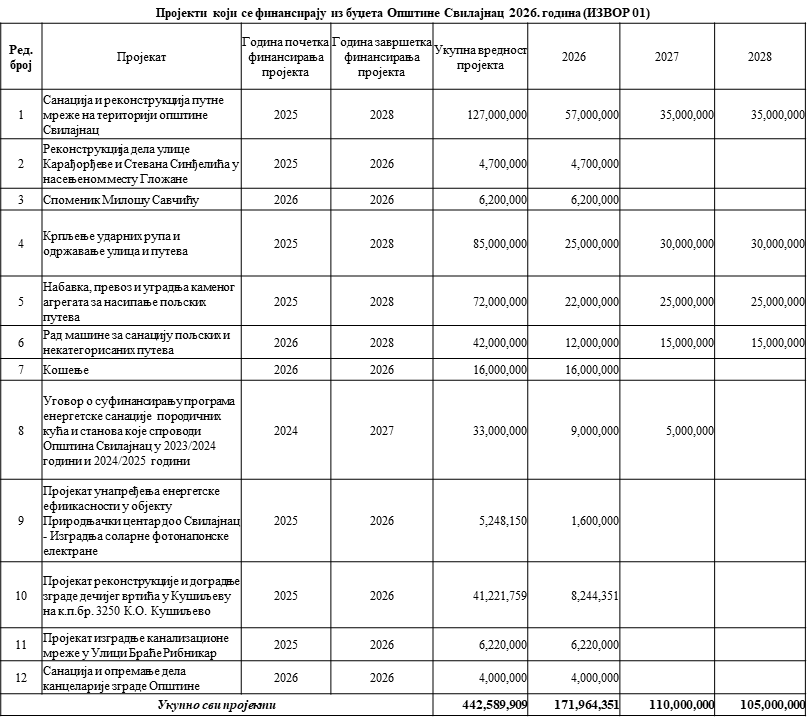 Пројекти који се финансирају из буџета Општине Свилајнац 2026. година (ИЗВОР 01)
Ред. број Пројекат Година почетка финансирања пројекта Година завршетка финансирања пројекта Укупна вредност пројекта 2026 2027 2028
1 Санација и реконструкција путне мреже на територији општине Свилајнац 2025 2028 127,000,000 57,000,000 35,000,000 35,000,000
2 Реконструкција дела улице Карађорђеве и Стевана Синђелића у насељеном месту Гложане 2025 2026 4,700,000 4,700,000
3 Споменик Милошу Савчићу 2026 2026 6,200,000 6,200,000
4 Крпљење ударних рупа и одржавање улица и путева 2025 2028 85,000,000 25,000,000 30,000,000 30,000,000
5 Набавка, превоз и уградња каменог агрегата за насипање пољских путева 2025 2028 72,000,000 22,000,000 25,000,000 25,000,000
6 Рад машине за санацију пољских и некатегорисаних путева 2026 2028 42,000,000 12,000,000 15,000,000 15,000,000
7 Кошење 2026 2026 16,000,000 16,000,000
8 Уговор о суфинансирању програма енергетске санације породичних кућа и станова које спроводи Општина Свилајнац у 2023/2024 години и 2024/2025 години 2024 2027 33,000,000 9,000,000 5,000,000
9 Пројекат унапређења енергетске ефиикасности у објекту Природњачки центар доо Свилајнац - Изградња соларне фотонапонске електране 2025 2026 5,248,150 1,600,000
10 Пројекат реконструкције и доградње зграде дечијег вртића у Кушиљеву на к.п.бр. 3250 К.О. Кушиљево 2025 2026 41,221,759 8,244,351
11 Пројекат изградње канализационе мреже у Улици Браће Рибникар 2025 2026 6,220,000 6,220,000
12 Санација и опремање дела канцеларије зграде Општине 2026 2026 4,000,000 4,000,000
Укупно сви пројекти 442,589,909 171,964,351 110,000,000 105,000,000